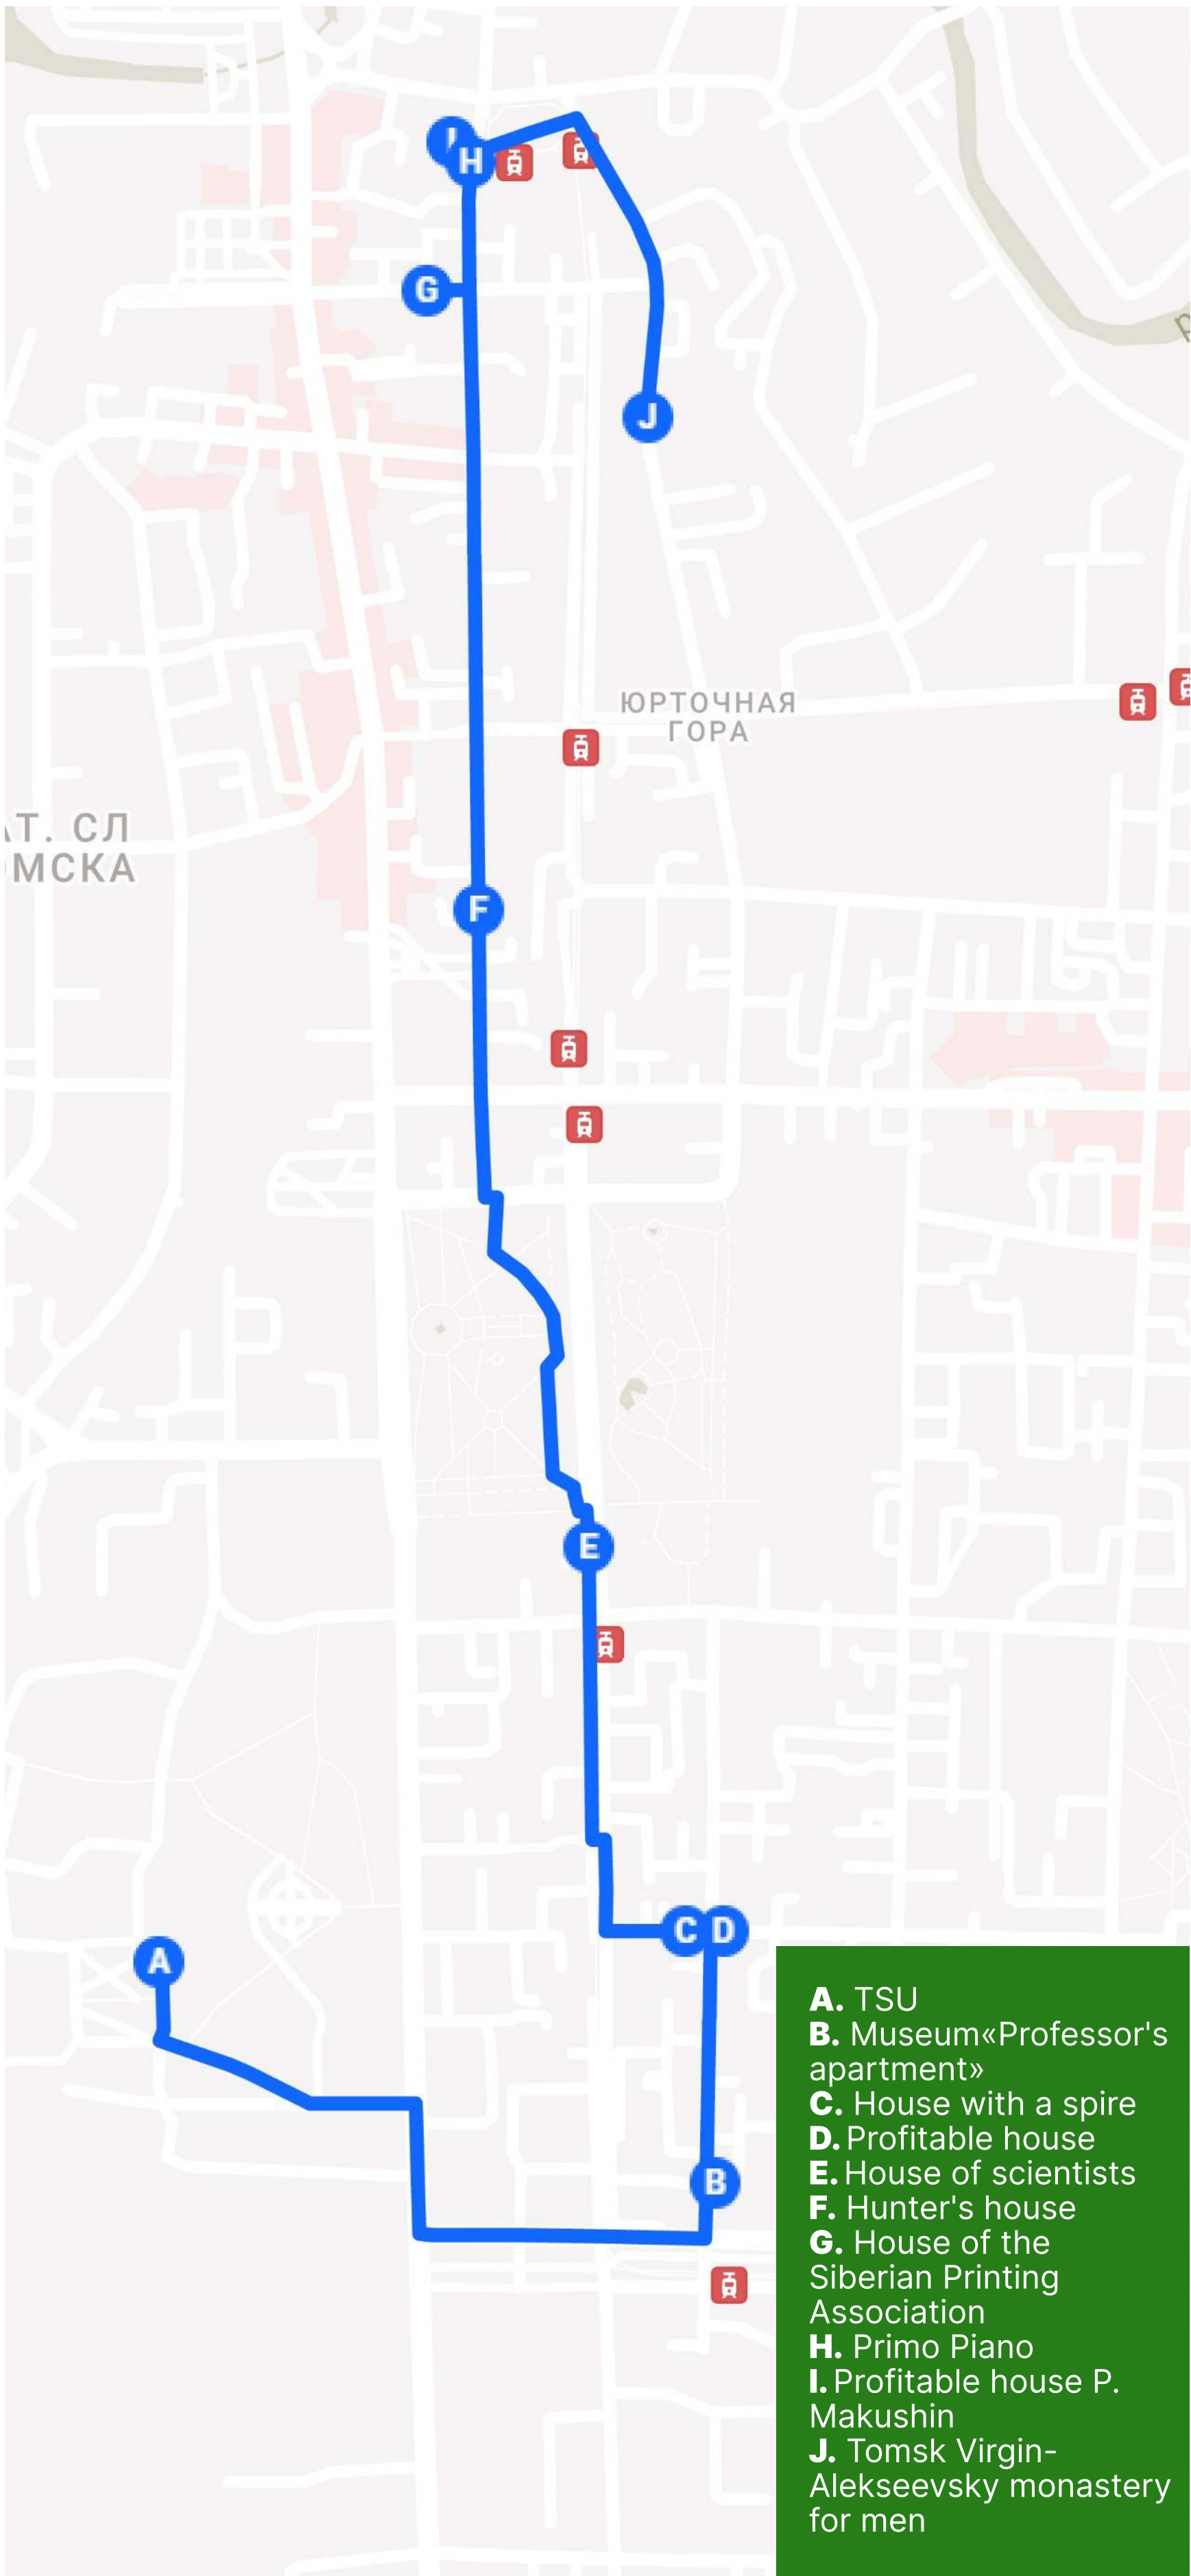 I
H
G
J
ЮРТОЧНАЯ
ГОРА
АТ. СЛ
МСКА
F
E
C D
A
B
A. TSU
B. Museum«Professor's
apartment»
C. House with a spire
D. Profitable house
E. House of scientists
F. Hunter's house
G. House of the
Siberian Printing
Association
H. Primo Piano
I. Profitable house P.
Makushin
J. Tomsk Virgin-
Alekseevsky monastery
for men